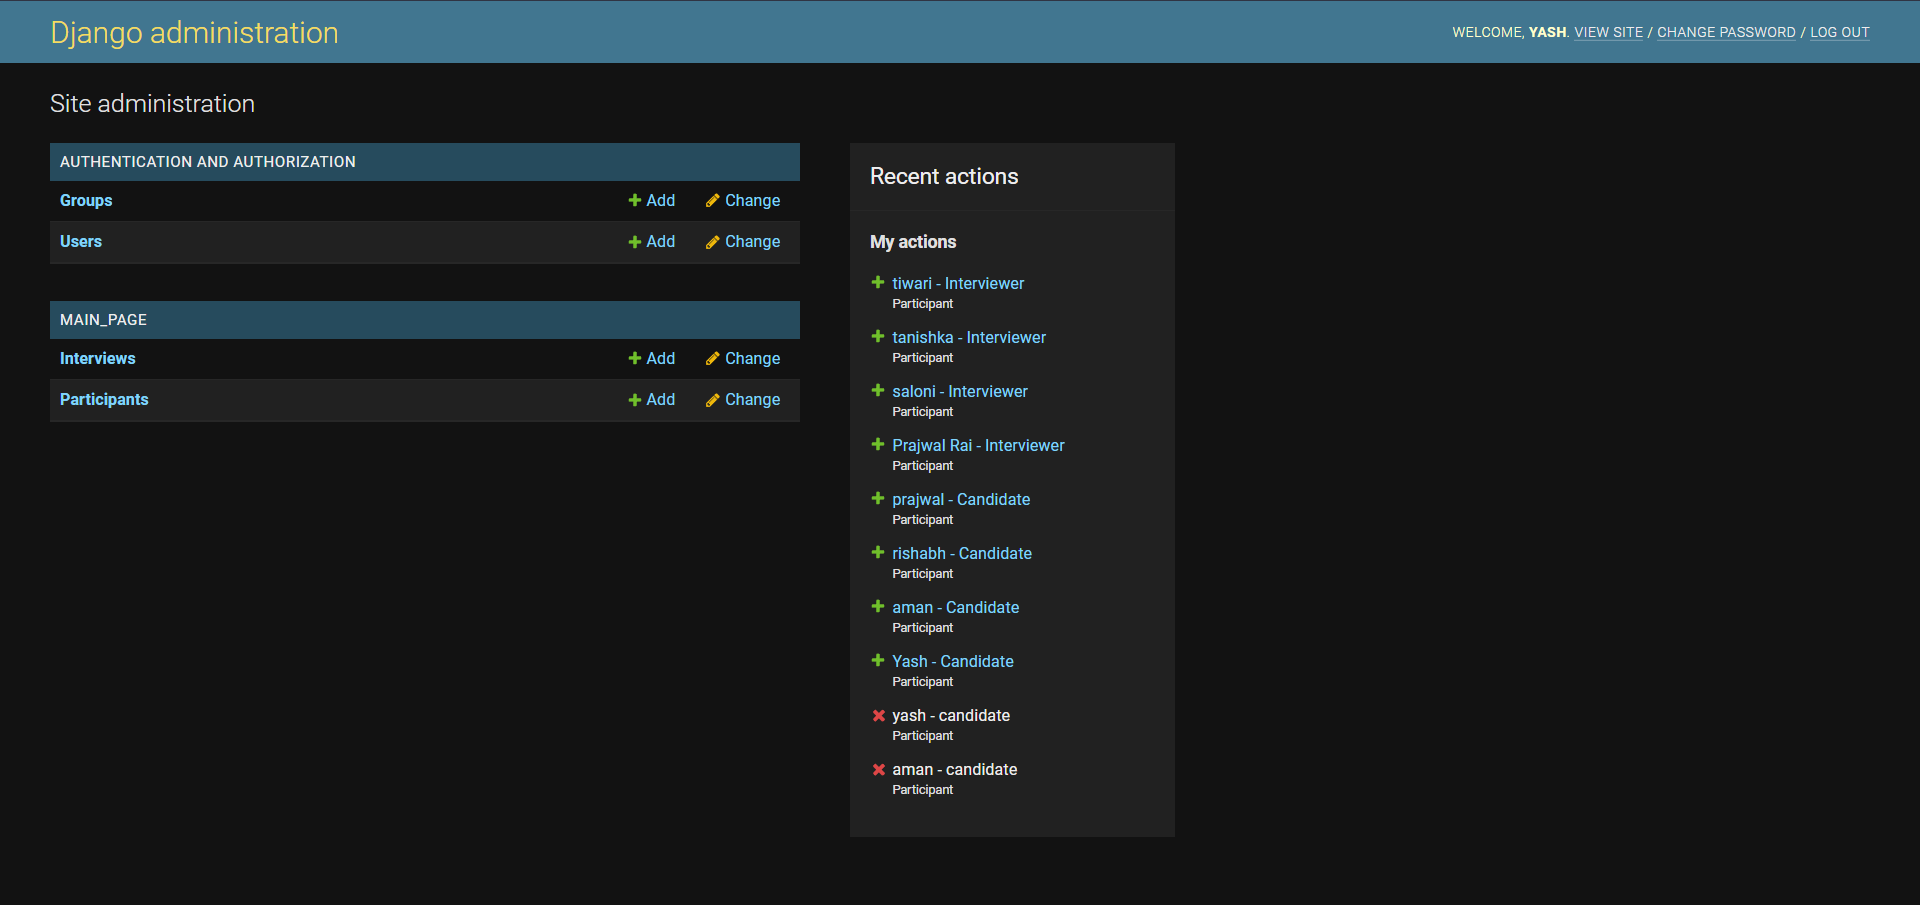 Django administration
WELCOME, YASH. VIEW SITE / CHANGE PASSWORD / LOG OUT
Site administration
AUTHENTICATION AND AUTHORIZATION
Groups Add Change
Users Add Change
MAIN_PAGE
Interviews Add Change
Participants Add Change
Recent actions
My actions
tiwari - Interviewer
Participant
tanishka - Interviewer
Participant
saloni - Interviewer
Participant
Prajwal Rai - Interviewer
Participant
prajwal - Candidate
Participant
rishabh - Candidate
Participant
aman - Candidate
Participant
Yash - Candidate
Participant
yash - candidate
Participant
aman - candidate
Participant